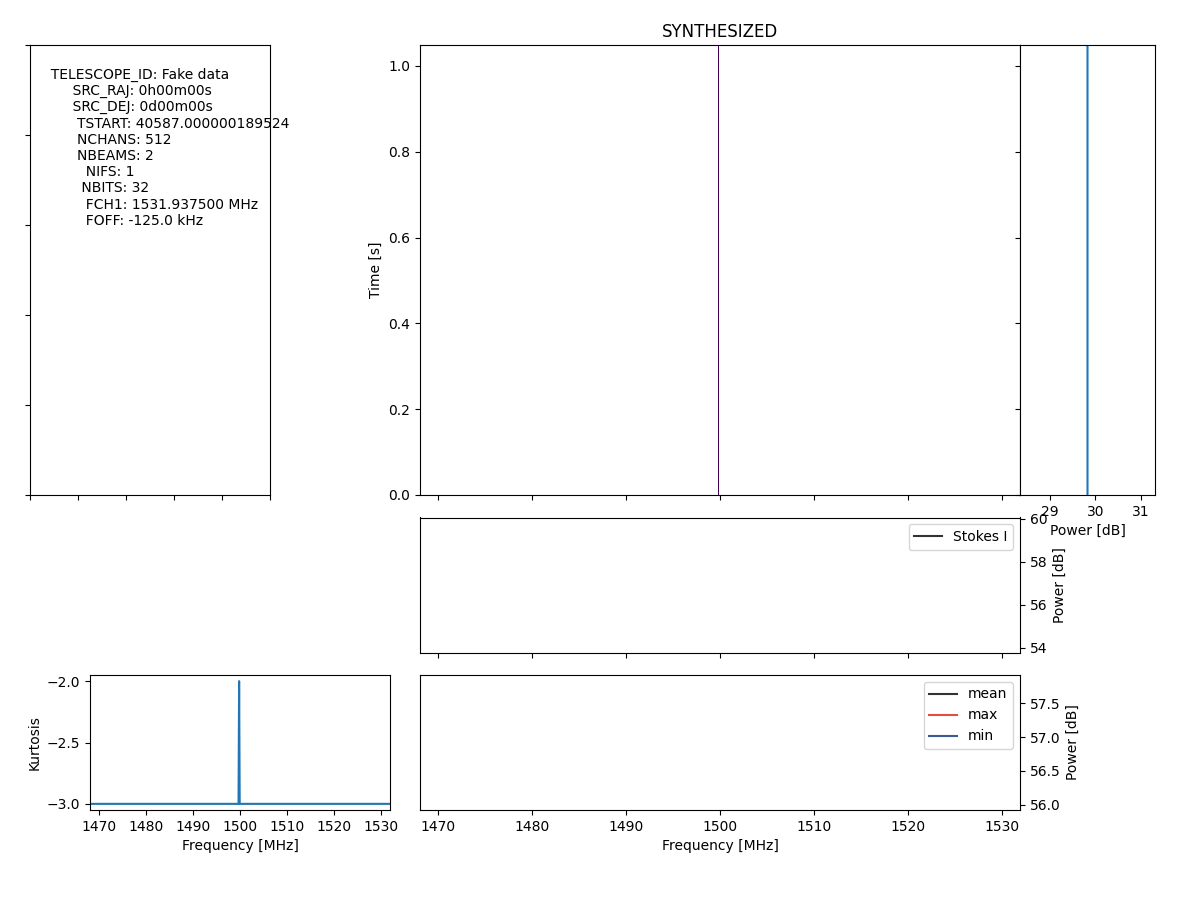 SYNTHESIZED
TELESCOPE_ID: Fake data
SRC_RAJ: 0h00m00s
SRC_DEJ: 0d00m00s
TSTART: 40587.000000189524
NCHANS: 512
NBEAMS: 2
NIFS: 1
NBITS: 32
FCH1: 1531.937500 MHz
FOFF: -125.0 kHz
Time [s]
1.0
0.8
0.6
0.4
0.2
0.0
29 30 31
Power [dB]
Stokes I
60
58
56
54
Power [dB]
Kurtosis
−2.0
−2.5
−3.0
1470 1480 1490 1500 1510 1520 1530
Frequency [MHz]
mean
max
min
57.5
57.0
56.5
56.0
Power [dB]
1470 1480 1490 1500 1510 1520 1530
Frequency [MHz]